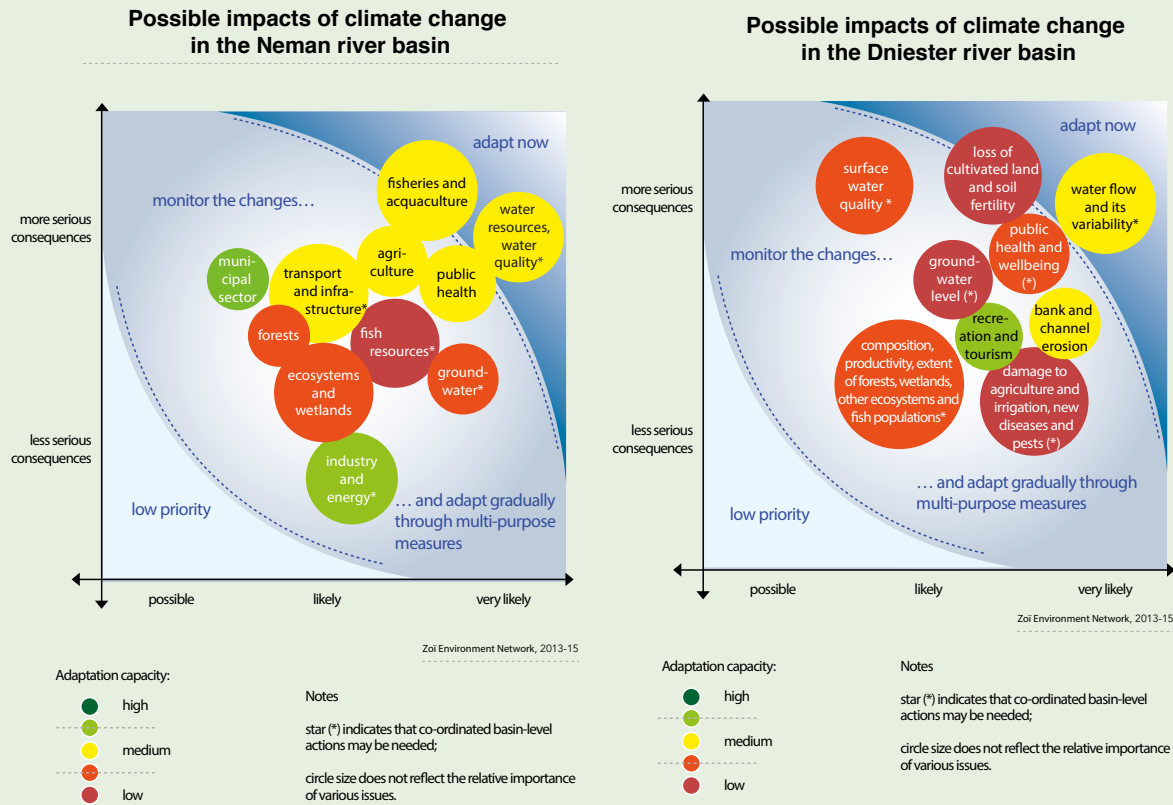 Possible impacts of climate change
in the Neman river basin
adapt now
monitor the changes…
more serious
consequences
less serious
consequences
fisheries and
acquaculture
water
resources,
water
quality*
muni-
cipal
sector
transport
and infra-
structure*
agri-
culture
public
health
forests
fish
resources*
ecosystems
and
wetlands
ground-
water*
industry
and
energy*
low priority
… and adapt gradually
through multi-purpose
measures
possible
likely
very likely
Zoï Environment Network, 2013-15
Adaptation capacity:
high
medium
low
Notes
star (*) indicates that co-ordinated basin-level
actions may be needed;
circle size does not reflect the relative importance
of various issues.
Possible impacts of climate change
in the Dniester river basin
adapt now
monitor the changes…
more serious
consequences
less serious
consequences
surface
water
quality *
loss of
cultivated land
and soil
fertility
water flow
and its
variability*
public
health and
wellbeing
(*)
ground-
water
level (*)
recre-
ation and
tourism
bank and
channel
erosion
composition,
productivity, extent
of forests, wetlands,
other ecosystems and
fish populations*
damage to
agriculture and
irrigation, new
diseases and
pests (*)
low priority
… and adapt gradually through
multi-purpose measures
possible
likely
very likely
Zoï Environment Network, 2013-15
Adaptation capacity:
high
medium
low
Notes
star (*) indicates that co-ordinated basin-level
actions may be needed;
circle size does not reflect the relative importance
of various issues.